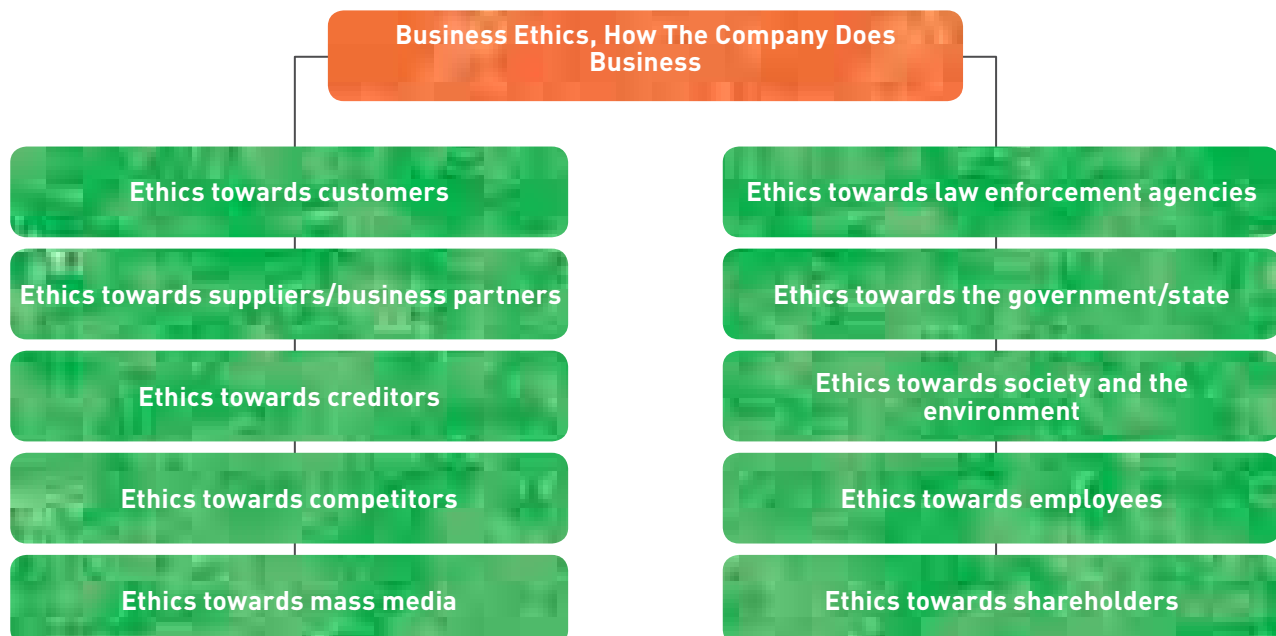 Business Ethics, How The Company Does
Business
Ethics towards customers
Ethics towards suppliers/business partners
Ethics towards creditors
Ethics towards competitors
Ethics towards mass media
Ethics towards law enforcement agencies
Ethics towards the government/state
Ethics towards society and the
environment
Ethics towards employees
Ethics towards shareholders